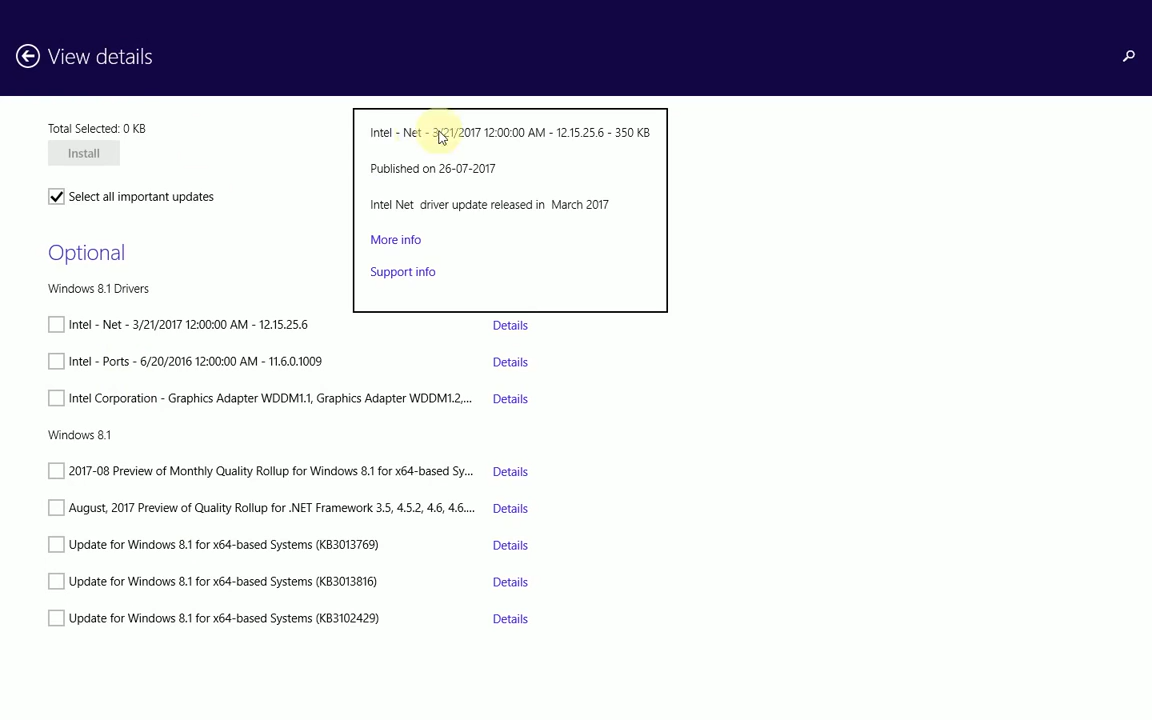 View details
Total Selected: 0 KB
Install
Select all important updates
Intel - Net - 3/21/2017 12:00:00 AM - 12.15.25.6 - 350 KB
Published on 26-07-2017
Intel Net driver update released in March 2017
More info
Support info
Optional
Windows 8.1 Drivers
Intel - Net - 3/21/2017 12:00:00 AM - 12.15.25.6 Details
Intel - Ports - 6/20/2016 12:00:00 AM - 11.6.0.1009 Details
Intel Corporation - Graphics Adapter WDDM1.1, Graphics Adapter WDDM1.2,... Details
Windows 8.1
2017-08 Preview of Monthly Quality Rollup for Windows 8.1 for x64-based Sy... Details
August, 2017 Preview of Quality Rollup for .NET Framework 3.5, 4.5.2, 4.6, 4.6.... Details
Update for Windows 8.1 for x64-based Systems (KB3013769) Details
Update for Windows 8.1 for x64-based Systems (KB3013816) Details
Update for Windows 8.1 for x64-based Systems (KB3102429) Details